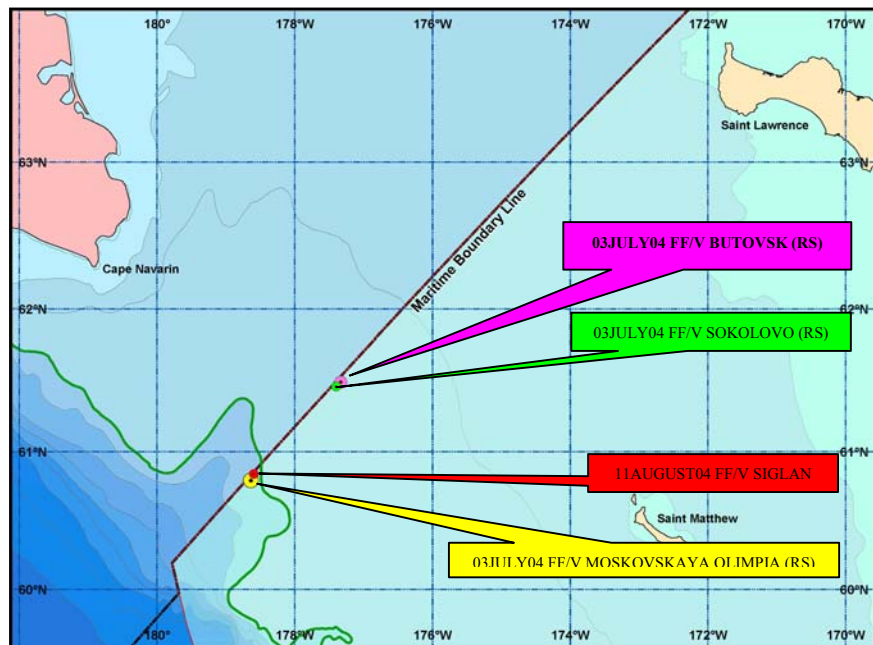 180° 178°W 176°W 174°W 172°W 170°W
Saint Lawrence
63°N 63°N
03JULY04 FF/V BUTOVSK (RS)
Maritime Boundary Line
Cape Navarin
62°N 62°N
03JULY04 FF/V SOKOLOVO (RS)
61°N 61°N
11AUGUST04 FF/V SIGLAN
Saint Matthew
03JULY04 FF/V MOSKOVSKAYA OLIMPIA (RS)
60°N 60°N
180° 178°W 176°W 174°W 172°W 170°W